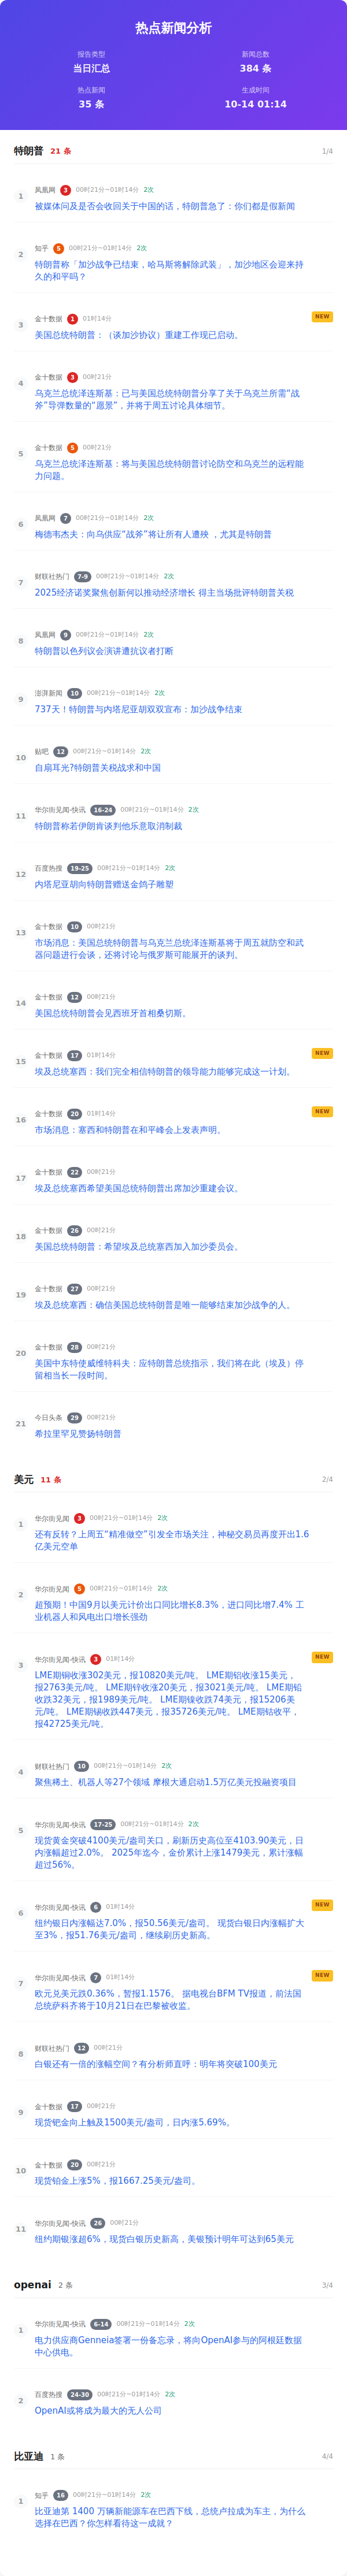 热点新闻分析
报告类型
新闻总数
当日汇总
384 条
热点新闻
生成时间
35 条
10-14 01:14
特朗普 21 条 1/4
1 凤凰网 3 00时21分~01时14分 2次
被媒体问及是否会收回关于中国的话，特朗普急了：你们都是假新闻
2 知乎 5 00时21分~01时14分 2次
特朗普称「加沙战争已结束，哈马斯将解除武装」，加沙地区会迎来持
久的和平吗？
3 金十数据 1 01时14分 NEW
美国总统特朗普：（谈加沙协议）重建工作现已启动。
4 金十数据 3 00时21分
乌克兰总统泽连斯基：已与美国总统特朗普分享了关于乌克兰所需“战
斧”导弹数量的“愿景”，并将于周五讨论具体细节。
5 金十数据 5 00时21分
乌克兰总统泽连斯基：将与美国总统特朗普讨论防空和乌克兰的远程能
力问题。
6 凤凰网 7 00时21分~01时14分 2次
梅德韦杰夫：向乌供应“战斧”将让所有人遭殃 ，尤其是特朗普
7 财联社热门 7-9 00时21分~01时14分 2次
2025经济诺奖聚焦创新何以推动经济增长 得主当场批评特朗普关税
8 凤凰网 9 00时21分~01时14分 2次
特朗普以色列议会演讲遭抗议者打断
9 澎湃新闻 10 00时21分~01时14分 2次
737天！特朗普与内塔尼亚胡双双宣布：加沙战争结束
10 贴吧 12 00时21分~01时14分 2次
自扇耳光?特朗普关税战求和中国
11 华尔街见闻-快讯 16-24 00时21分~01时14分 2次
特朗普称若伊朗肯谈判他乐意取消制裁
12 百度热搜 19-25 00时21分~01时14分 2次
内塔尼亚胡向特朗普赠送金鸽子雕塑
13 金十数据 10 00时21分
市场消息：美国总统特朗普与乌克兰总统泽连斯基将于周五就防空和武
器问题进行会谈，还将讨论与俄罗斯可能展开的谈判。
14 金十数据 12 00时21分
美国总统特朗普会见西班牙首相桑切斯。
15 金十数据 17 01时14分 NEW
埃及总统塞西：我们完全相信特朗普的领导能力能够完成这一计划。
16 金十数据 20 01时14分 NEW
市场消息：塞西和特朗普在和平峰会上发表声明。
17 金十数据 22 00时21分
埃及总统塞西希望美国总统特朗普出席加沙重建会议。
18 金十数据 26 00时21分
美国总统特朗普：希望埃及总统塞西加入加沙委员会。
19 金十数据 27 00时21分
埃及总统塞西：确信美国总统特朗普是唯一能够结束加沙战争的人。
20 金十数据 28 00时21分
美国中东特使威维特科夫：应特朗普总统指示，我们将在此（埃及）停
留相当长一段时间。
21 今日头条 29 00时21分
希拉里罕见赞扬特朗普
美元 11 条 2/4
1 华尔街见闻 3 00时21分~01时14分 2次
还有反转？上周五“精准做空”引发全市场关注，神秘交易员再度开出1.6
亿美元空单
2 华尔街见闻 5 00时21分~01时14分 2次
超预期！中国9月以美元计价出口同比增长8.3%，进口同比增7.4% 工
业机器人和风电出口增长强劲
3 华尔街见闻-快讯 3 01时14分 NEW
LME期铜收涨302美元，报10820美元/吨。 LME期铝收涨15美元，
报2763美元/吨。 LME期锌收涨20美元，报3021美元/吨。 LME期铅
收跌32美元，报1989美元/吨。 LME期镍收跌74美元，报15206美
元/吨。 LME期锡收跌447美元，报35726美元/吨。 LME期钴收平，
报42725美元/吨。
4 财联社热门 10 00时21分~01时14分 2次
聚焦稀土、机器人等27个领域 摩根大通启动1.5万亿美元投融资项目
5 华尔街见闻-快讯 17-25 00时21分~01时14分 2次
现货黄金突破4100美元/盎司关口，刷新历史高位至4103.90美元，日
内涨幅超过2.0%。 2025年迄今，金价累计上涨1479美元，累计涨幅
超过56%。
6 华尔街见闻-快讯 6 01时14分 NEW
纽约银日内涨幅达7.0%，报50.56美元/盎司。 现货白银日内涨幅扩大
至3%，报51.76美元/盎司，继续刷历史新高。
7 华尔街见闻-快讯 7 01时14分 NEW
欧元兑美元跌0.36%，暂报1.1576。 据电视台BFM TV报道，前法国
总统萨科齐将于10月21日在巴黎被收监。
8 财联社热门 12 00时21分
白银还有一倍的涨幅空间？有分析师直呼：明年将突破100美元
9 金十数据 17 00时21分
现货钯金向上触及1500美元/盎司，日内涨5.69%。
10 金十数据 20 00时21分
现货铂金上涨5%，报1667.25美元/盎司。
11 华尔街见闻-快讯 26 00时21分
纽约期银涨超6%，现货白银历史新高，美银预计明年可达到65美元
openai 2 条 3/4
1 华尔街见闻-快讯 6-14 00时21分~01时14分 2次
电力供应商Genneia签署一份备忘录，将向OpenAI参与的阿根廷数据
中心供电。
2 百度热搜 24-30 00时21分~01时14分 2次
OpenAI或将成为最大的无人公司
比亚迪 1 条 4/4
1 知乎 16 00时21分~01时14分 2次
比亚迪第 1400 万辆新能源车在巴西下线，总统卢拉成为车主，为什么
选择在巴西？你怎样看待这一成就？